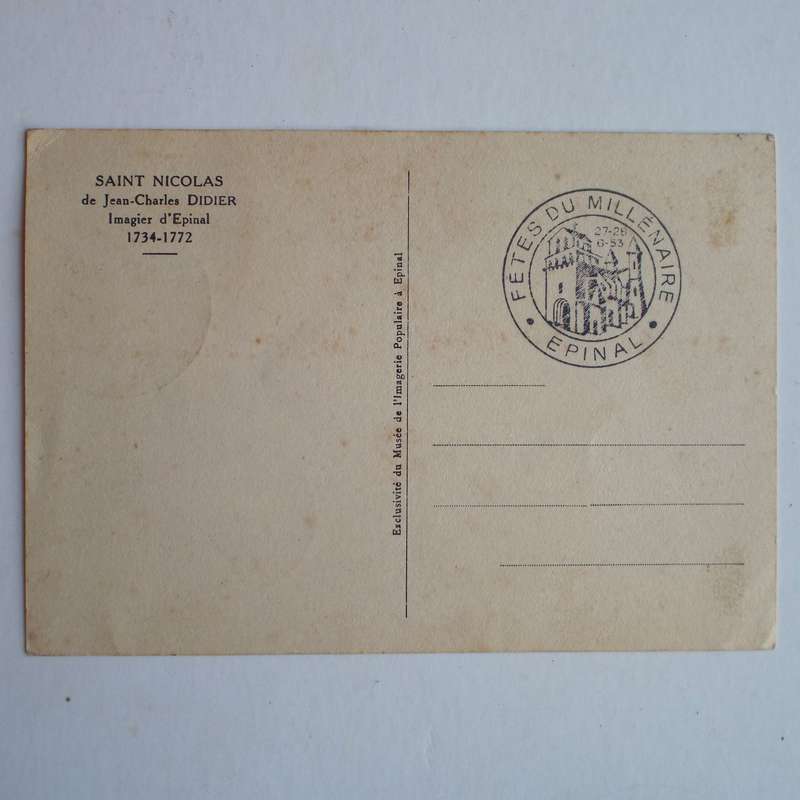 SAINT NICOLAS
de Jean-Charles DIDIER
Imagier d'Epinal
1734-1772
Exclusivité du Musée de l'Imagerie Populaire à Epinal
• FÊTES DU MILLÉNAIRE •
27-28
6-53
EPINAL